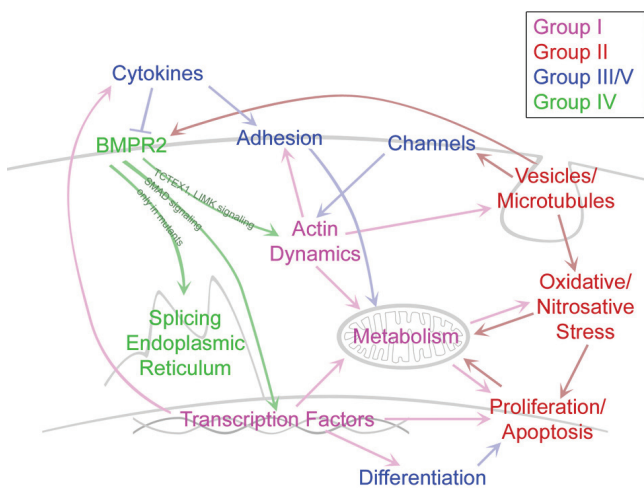 Group I
Group II
Group III/V
Group IV
Cytokines
BMPR2
Adhesion
Channels
Vesicles/
Microtubules
TCTEX1, LIMK signaling
SMAD signaling
only in mutants
Actin
Dynamics
Oxidative/
Nitrosative
Stress
Splicing
Endoplasmic
Reticulum
Metabolism
Transcription Factors
Proliferation/
Apoptosis
Differentiation